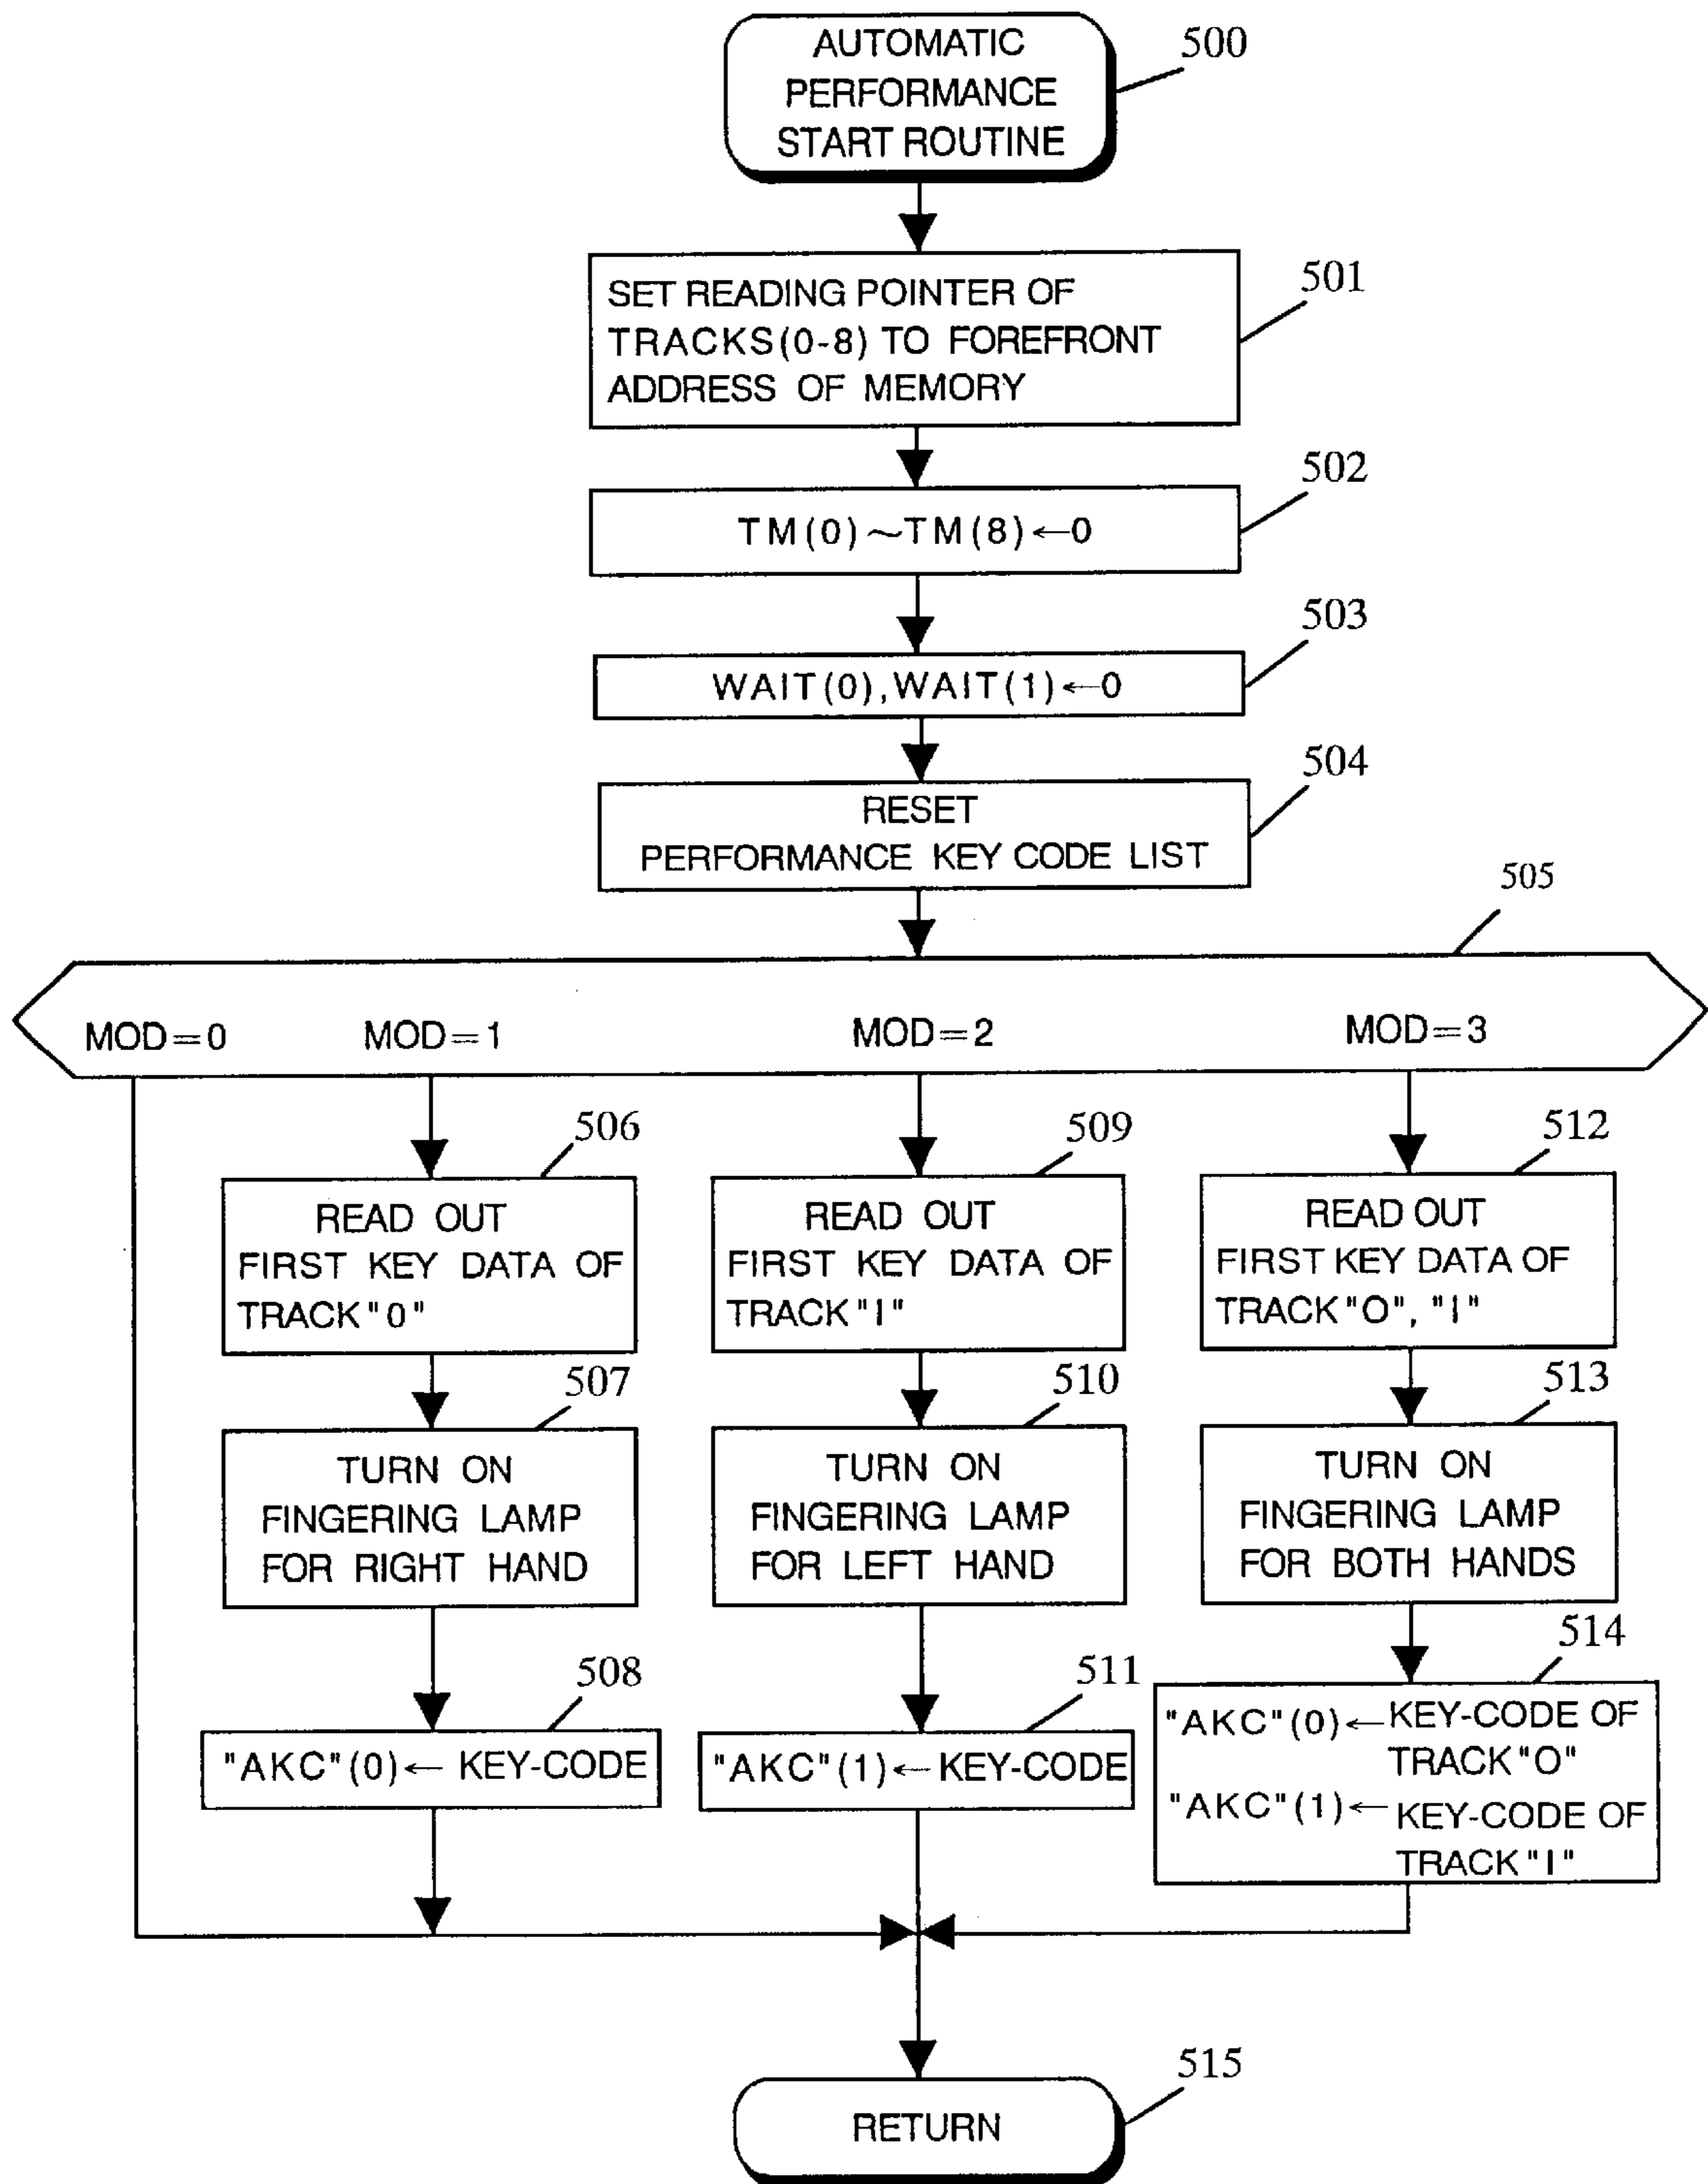 AUTOMATIC
PERFORMANCE
START ROUTINE
500
SET READING POINTER OF
TRACKS(0-8) TO FOREFRONT
ADDRESS OF MEMORY
501
TM(0)~TM(8)←0
502
WAIT(0),WAIT(1)←0
503
RESET
PERFORMANCE KEY CODE LIST
504
505
MOD=0
MOD=1
MOD=2
MOD=3
506
READ OUT
FIRST KEY DATA OF
TRACK"0"
507
TURN ON
FINGERING LAMP
FOR RIGHT HAND
508
"AKC"(0)← KEY-CODE
509
READ OUT
FIRST KEY DATA OF
TRACK"I"
510
TURN ON
FINGERING LAMP
FOR LEFT HAND
511
"AKC"(1)←KEY-CODE
512
READ OUT
FIRST KEY DATA OF
TRACK"O", "I"
513
TURN ON
FINGERING LAMP
FOR BOTH HANDS
514
"AKC"(0)←KEY-CODE OF
TRACK"O"
"AKC"(1)←KEY-CODE OF
TRACK"I"
RETURN
515